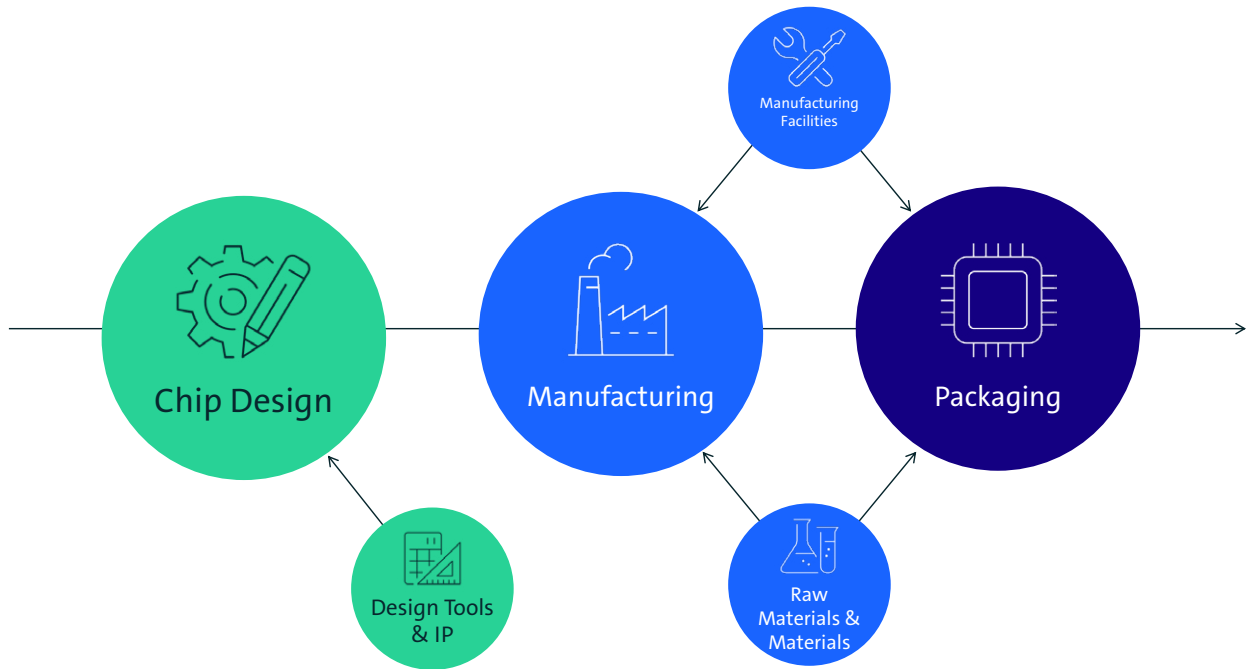 Manufacturing
Facilities
Chip Design
Manufacturing
Packaging
Design Tools
& IP
Raw
Materials &
Materials